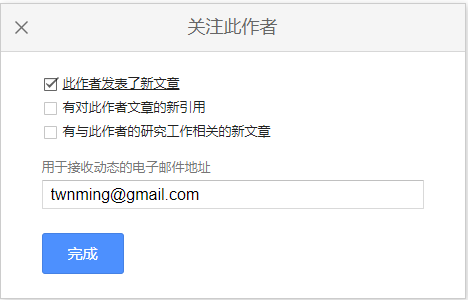 关注此作者
此作者发表了新文章
有对此作者文章的新引用
有与此作者的研究工作相关的新文章
用于接收动态的电子邮件地址
twnming@gmail.com
完成